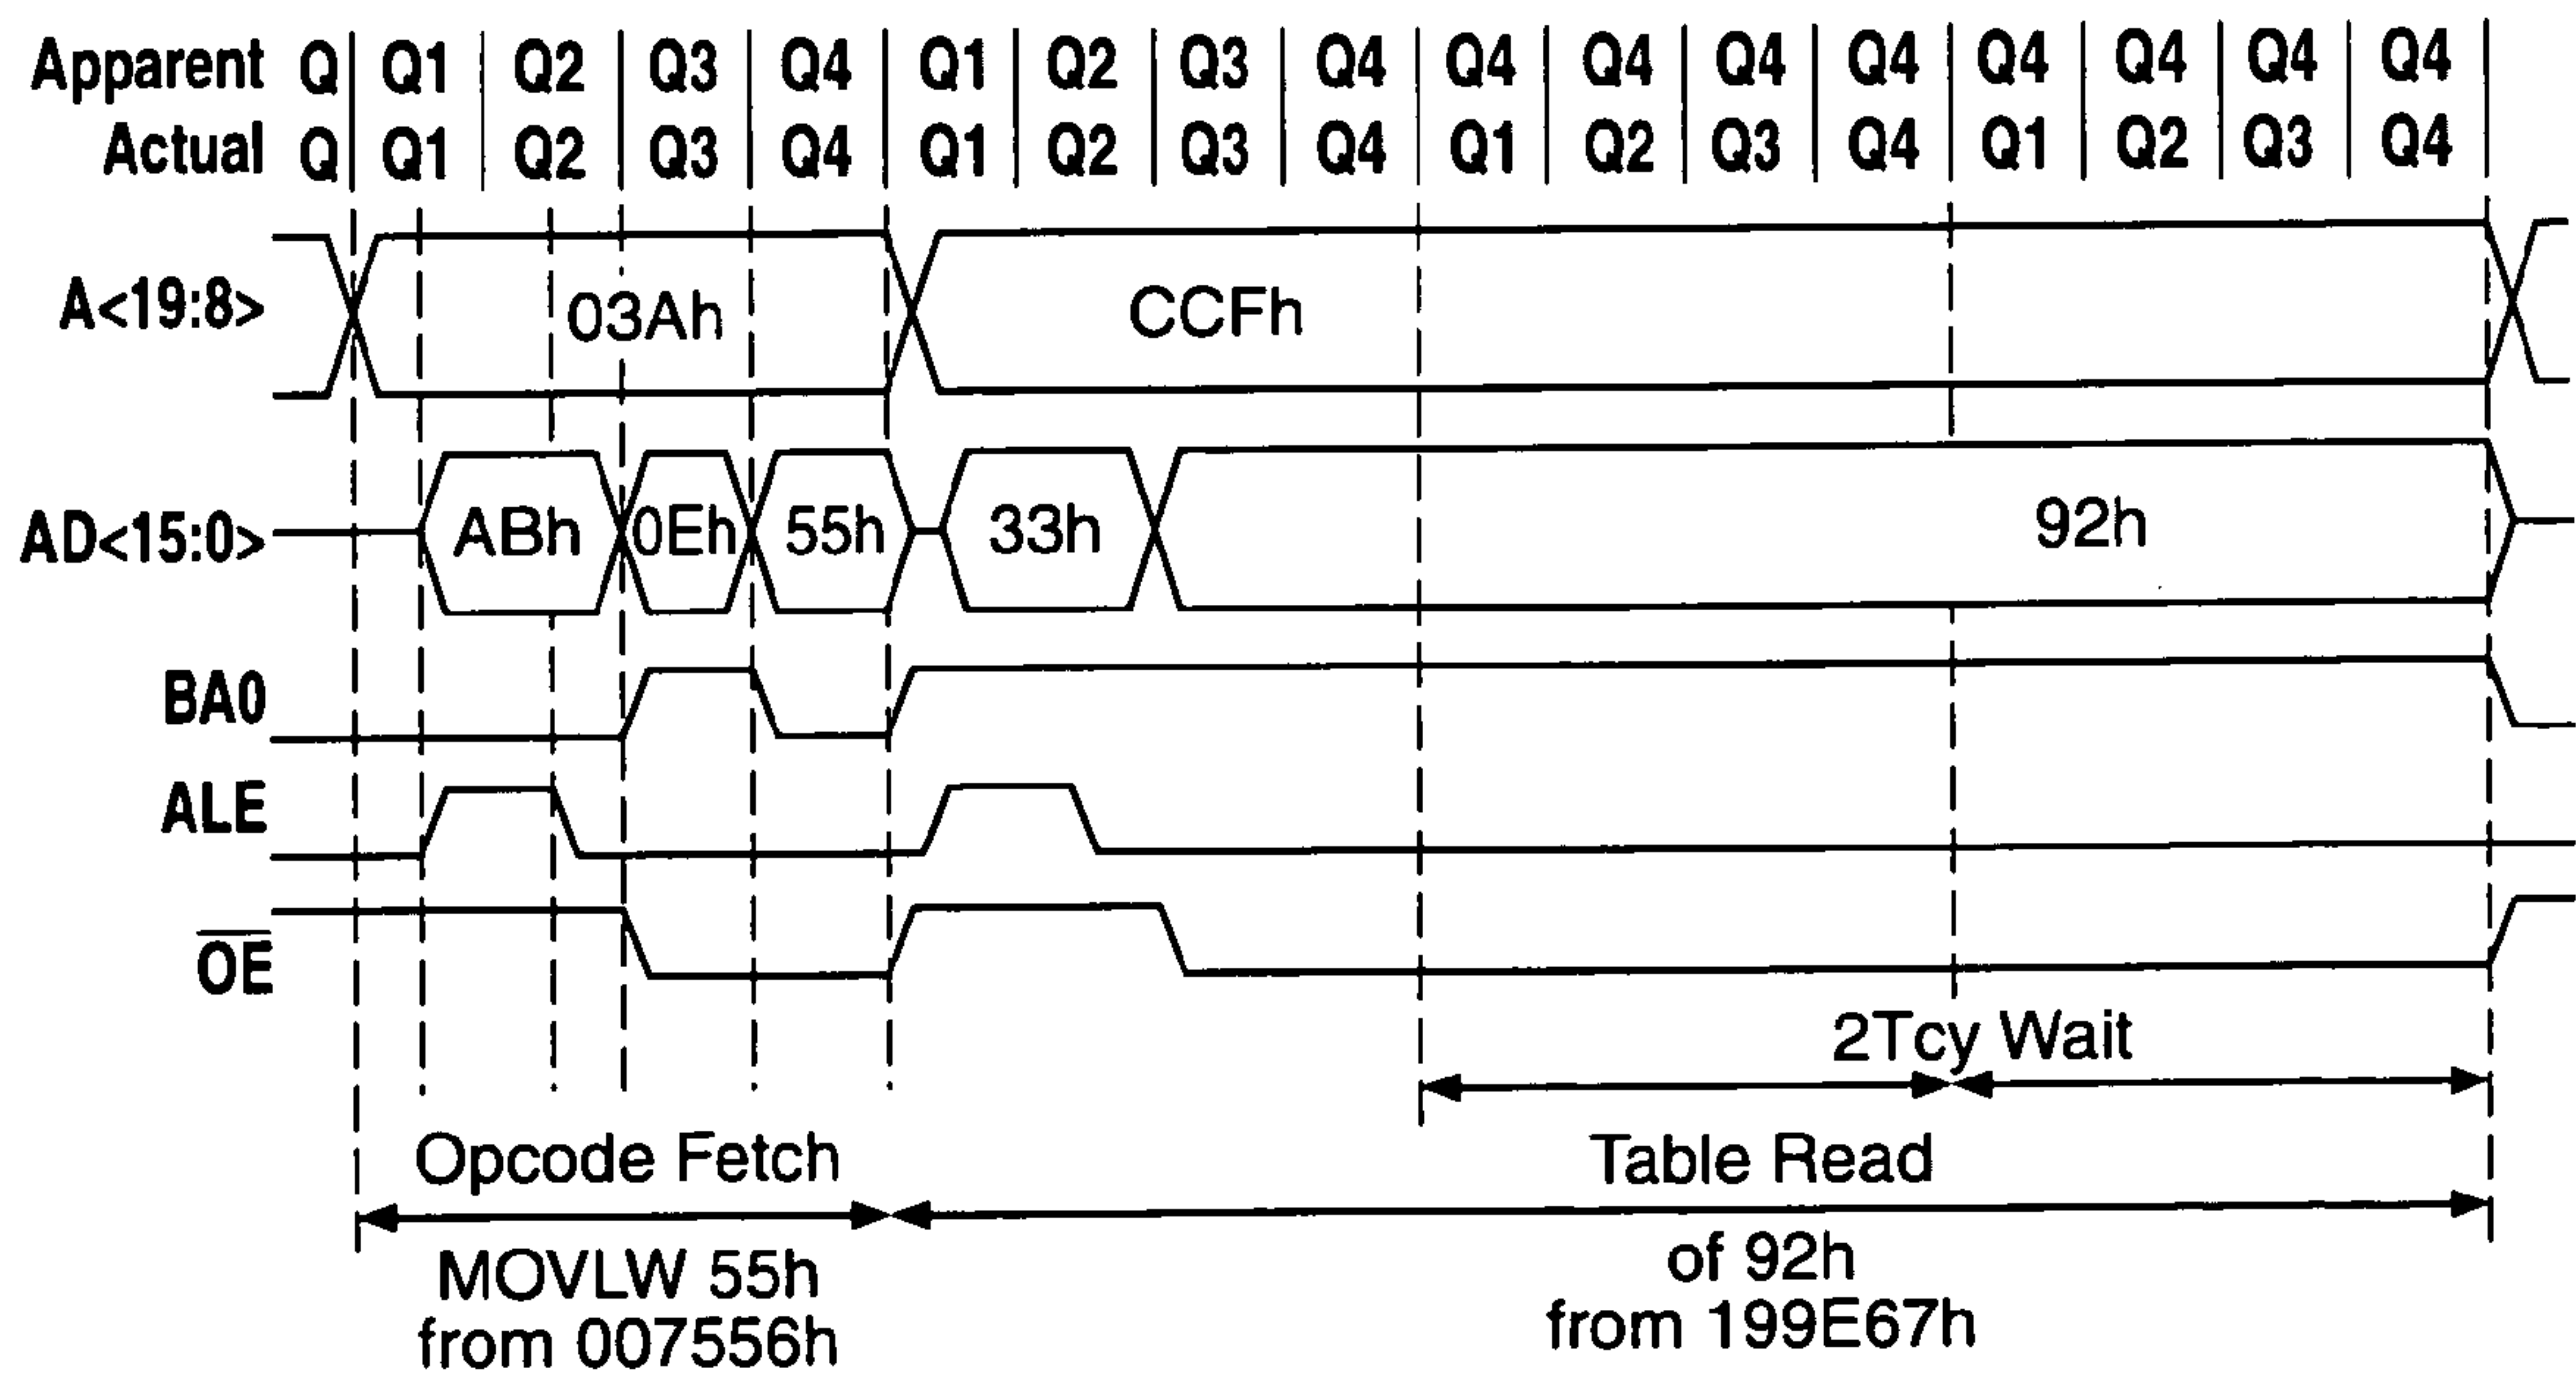 Apparent Q Q1 Q2 Q3 Q4 Q1 Q2 Q3 Q4 Q4 Q4 Q4 Q4 Q4 Q4 Q4 Q4
Actual Q Q1 Q2 Q3 Q4 Q1 Q2 Q3 Q4 Q1 Q2 Q3 Q4 Q1 Q2 Q3 Q4
A<19:8> 03Ah CCFh
AD<15:0> ABh 0Eh 55h 33h 92h
BA0
ALE
OE
2Tcy Wait
Opcode Fetch
MOVLW 55h
from 007556h
Table Read
of 92h
from 199E67h